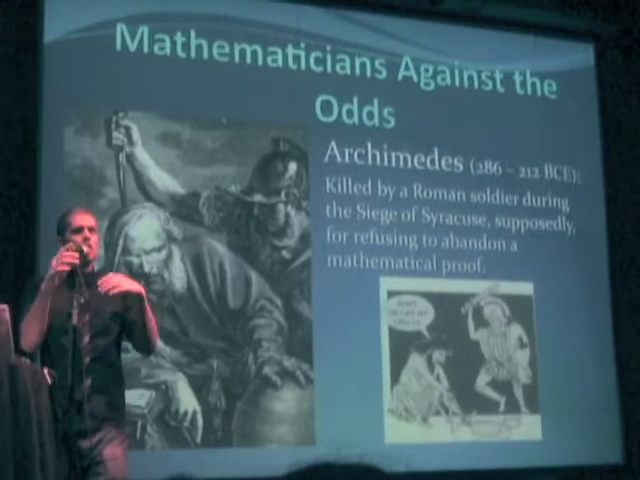 Mathematicians Against the
Odds
Archimedes (286 – 212 BCE):
Killed by a Roman soldier during
the Siege of Syracuse, supposedly,
for refusing to abandon a
mathematical proof.